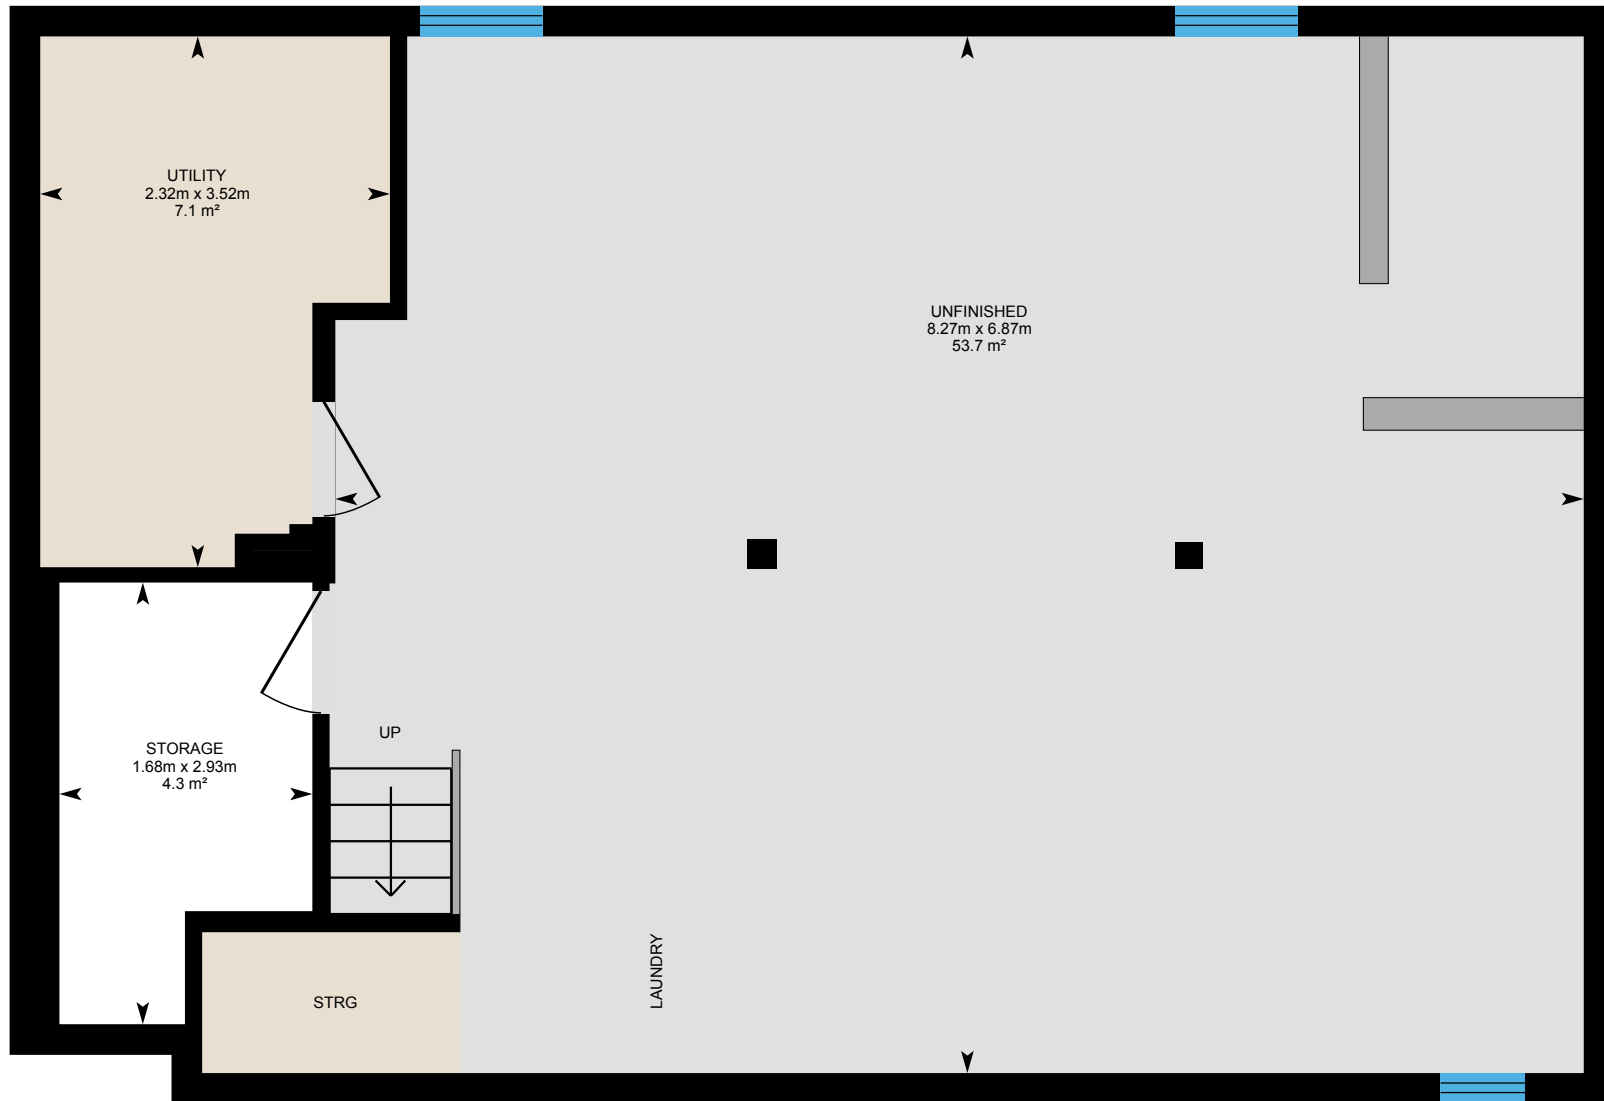 UTILITY
2.32m x 3.52m
7.1 m²
UNFINISHED
8.27m x 6.87m
53.7 m²
UP
STORAGE
1.68m x 2.93m
4.3 m²
LAUNDRY
STRG